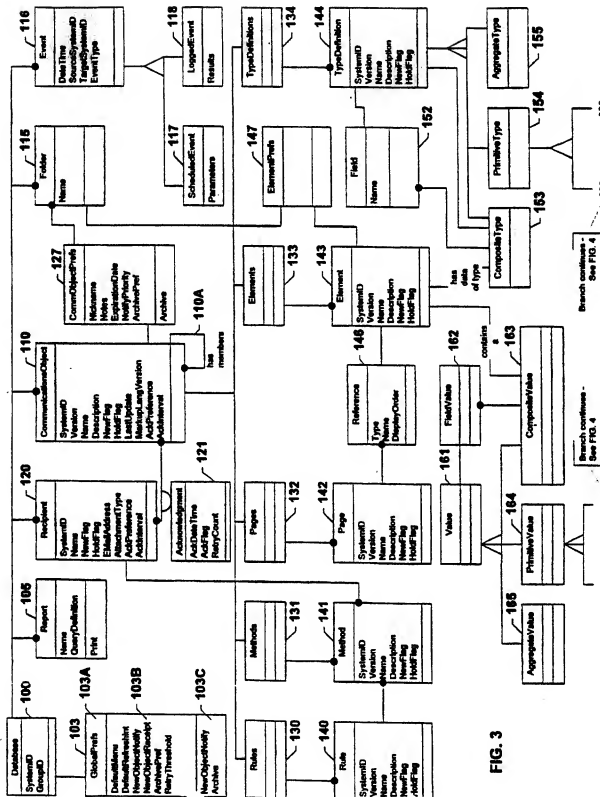 Database
SystemID
GroupID
100
103
103A
GlobalPrefs
DefaultMenu
DefaultRefreshInt
NewObjectNotify
NewObjectReceipt
ArchivePref
RetryThreshold
103B
NewObjectNotify
Archive
103C
Report
Name
QueryDefinition
Print
105
Recipient
SystemID
Name
NewFlag
HoldFlag
EMailAddress
AttachmentType
AckPreference
AckInterval
120
CommunicationsObject
SystemID
Version
Name
Description
NewFlag
HoldFlag
LastUpdate
MarkupLangVersion
AckPreference
AckInterval
110
110A
has
members
CommObjectPrefs
Nickname
Notes
ExpirationDate
NotifyPriority
ArchivePref
Archive
127
Folder
Name
115
Event
DateTime
SourceSystemID
TargetSystemID
EventType
116
Acknowledgment
AckDateTime
AckFlag
RetryCount
121
ScheduledEvent
Parameters
117
LoggedEvent
Results
118
Rules
130
Methods
131
Pages
132
Elements
133
ElementPrefs
147
TypeDefinitions
134
Rule
SystemID
Version
Name
Description
NewFlag
HoldFlag
140
Method
SystemID
Version
Name
Description
NewFlag
HoldFlag
141
Page
SystemID
Version
Name
Description
NewFlag
HoldFlag
142
Reference
Type
Name
DisplayOrder
146
Element
SystemID
Version
Name
Description
NewFlag
HoldFlag
143
has
data
of type
Field
Name
152
TypeDefinition
SystemID
Version
Name
Description
NewFlag
HoldFlag
144
Value
161
FieldValue
162
contains
a
AggregateValue
165
PrimitiveValue
164
CompositeValue
163
CompositeType
153
PrimitiveType
154
AggregateType
155
Branch continues -
See FIG. 4
Branch continues -
See FIG. 4
FIG. 3